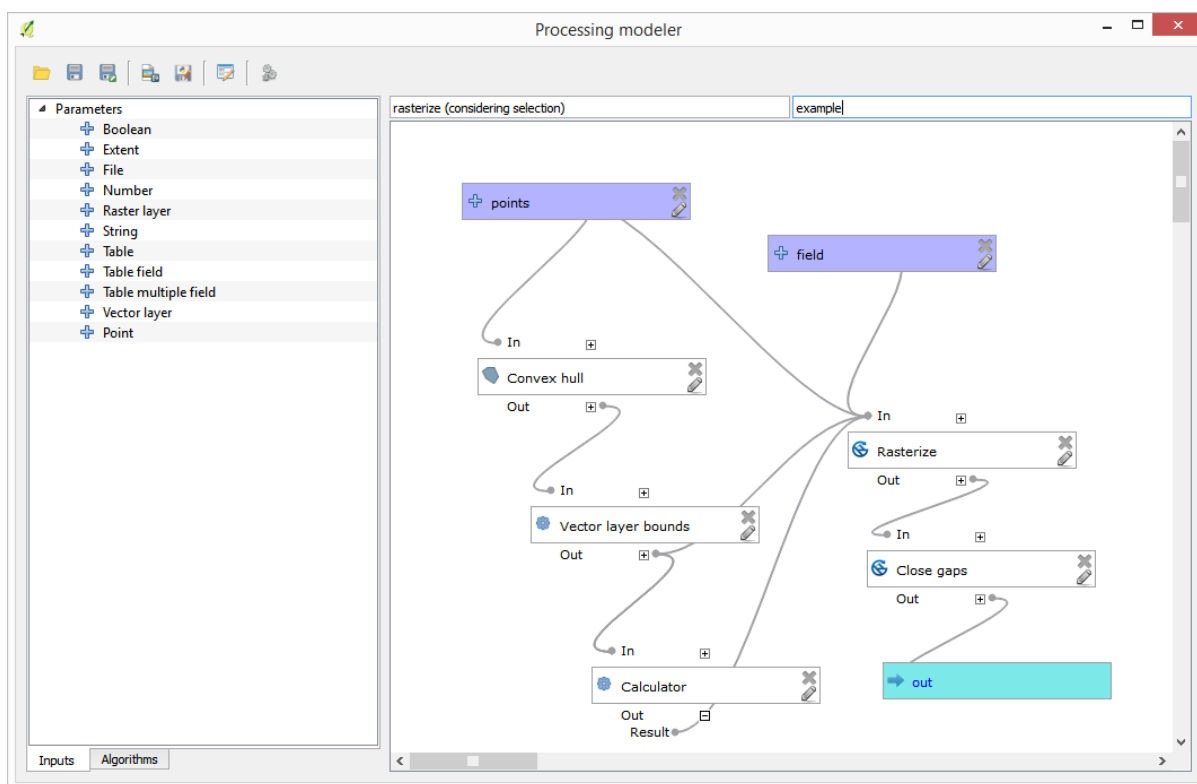 Processing modeler
Parameters
Boolean
Extent
File
Number
Raster layer
String
Table
Table field
Table multiple field
Vector layer
Point
Inputs
Algorithms
rasterize (considering selection)
example
points
field
In
Convex hull
Out
In
Rasterize
Out
In
Vector layer bounds
Out
In
Close gaps
Out
In
Calculator
Out
Result
out